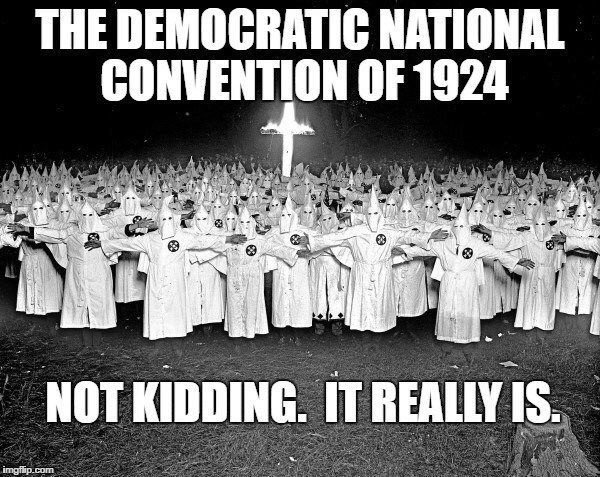 THE DEMOCRATIC NATIONAL
CONVENTION OF 1924
NOT KIDDING. IT REALLY IS.
imgflip.com